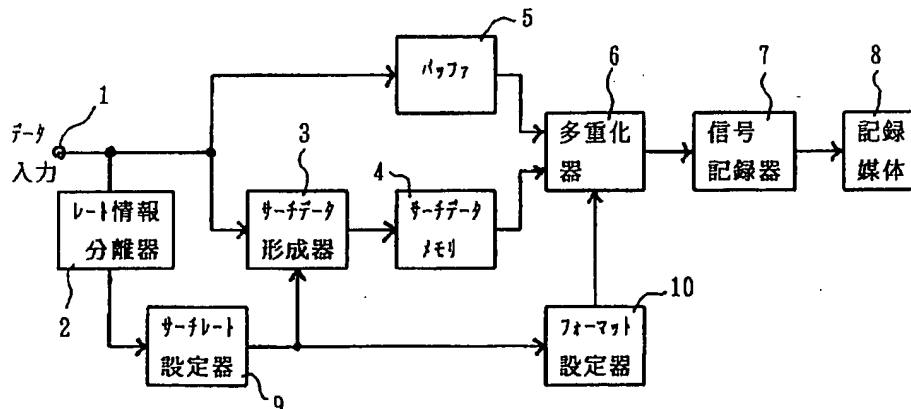 5
バッファ
6
多重化
器
7
信号
記録器
8
記録
媒体
1
データ
入力
3
サーチデータ
形成器
4
サーチデータ
メモリ
レート情報
分離器
2
サーチレート
設定器
9
10
フォーマット
設定器